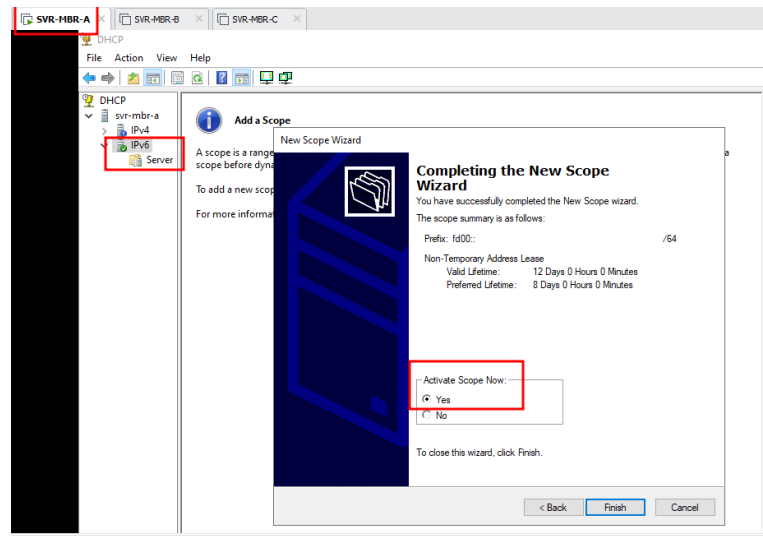 SVR-MBR-A
SVR-MBR-B
SVR-MBR-C
DHCP
File Action View Help
DHCP
svr-mbr-a
IPv4
IPv6
Server
Add a Scope
A scope is a range
a
scope before dyna
To add a new scop
For more informat
New Scope Wizard
Completing the New Scope
Wizard
You have successfully completed the New Scope wizard.
The scope summary is as follows:
Prefix: fd00:: /64
Non-Temporary Address Lease
Valid Lifetime: 12 Days 0 Hours 0 Minutes
Preferred Lifetime: 8 Days 0 Hours 0 Minutes
Activate Scope Now:
Yes
No
To close this wizard, click Finish.
< Back Finish Cancel